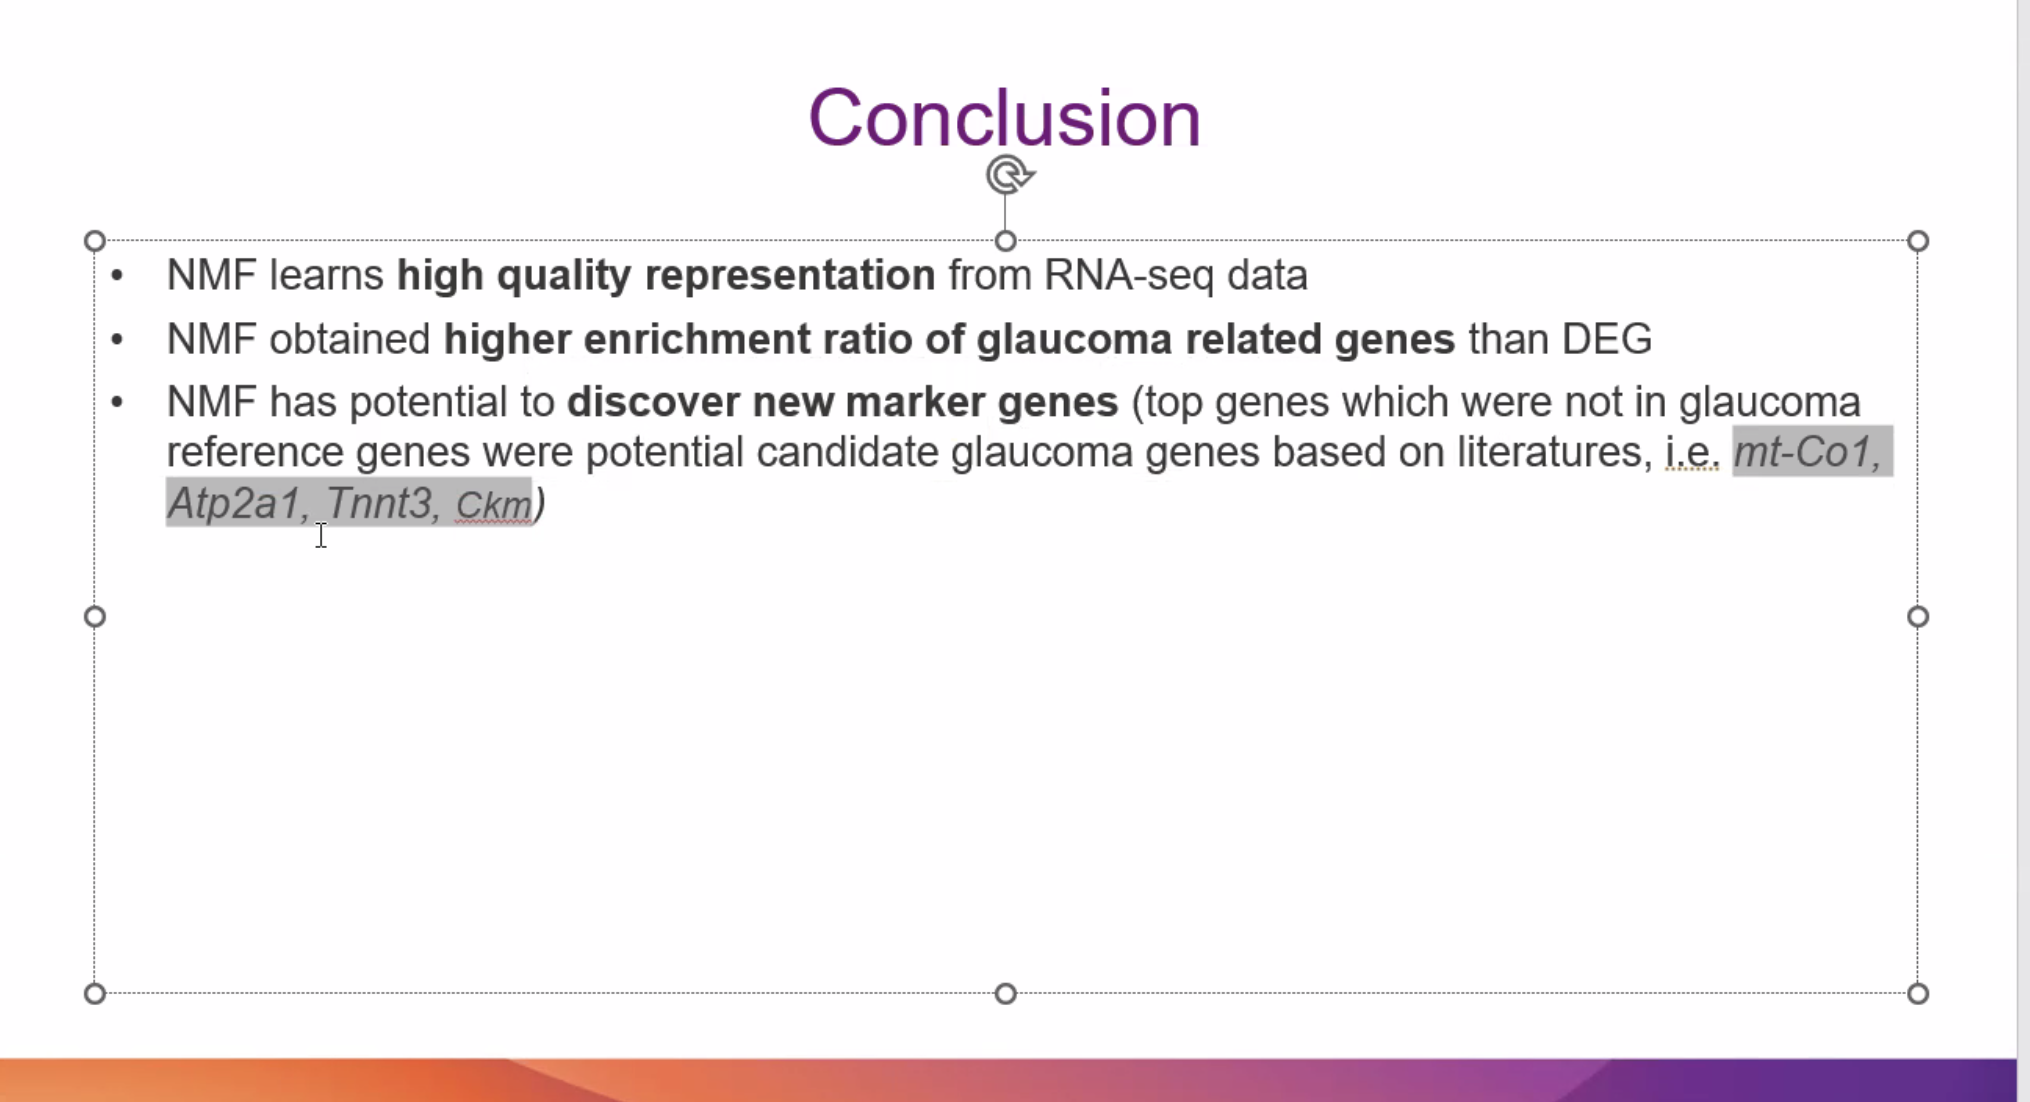 Conclusion
• NMF learns high quality representation from RNA-seq data
• NMF obtained higher enrichment ratio of glaucoma related genes than DEG
• NMF has potential to discover new marker genes (top genes which were not in glaucoma
reference genes were potential candidate glaucoma genes based on literatures, i.e. mt-Co1,
Atp2a1, Tnnt3, Ckm)